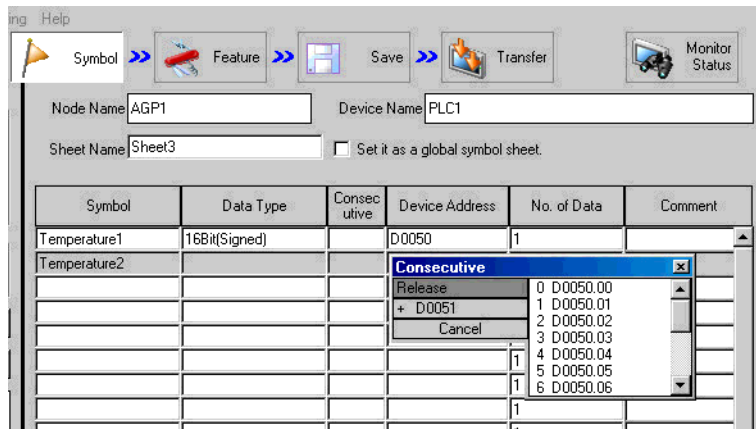 ing Help
Symbol Feature Save Transfer Monitor Status
Node Name AGP1 Device Name PLC1
Sheet Name Sheet3 Set it as a global symbol sheet.
Symbol Data Type Consecutive Device Address No. of Data Comment
Temperature1 16Bit(Signed) D0050 1
Temperature2
Consecutive
Release
+ D0051
Cancel
0 D0050.00
1 D0050.01
2 D0050.02
3 D0050.03
4 D0050.04
5 D0050.05
6 D0050.06
1
1
1